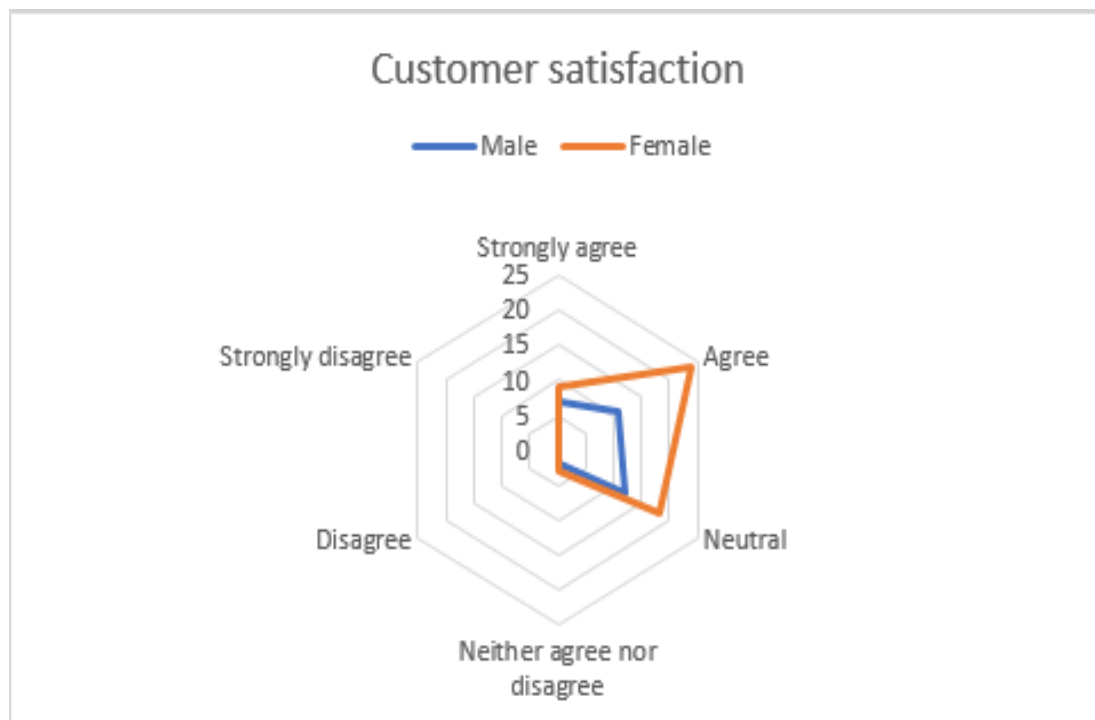 Customer satisfaction
Male Female
Strongly agree
25
20
15
10
5
0
Strongly disagree
Agree
Disagree
Neutral
Neither agree nor
disagree